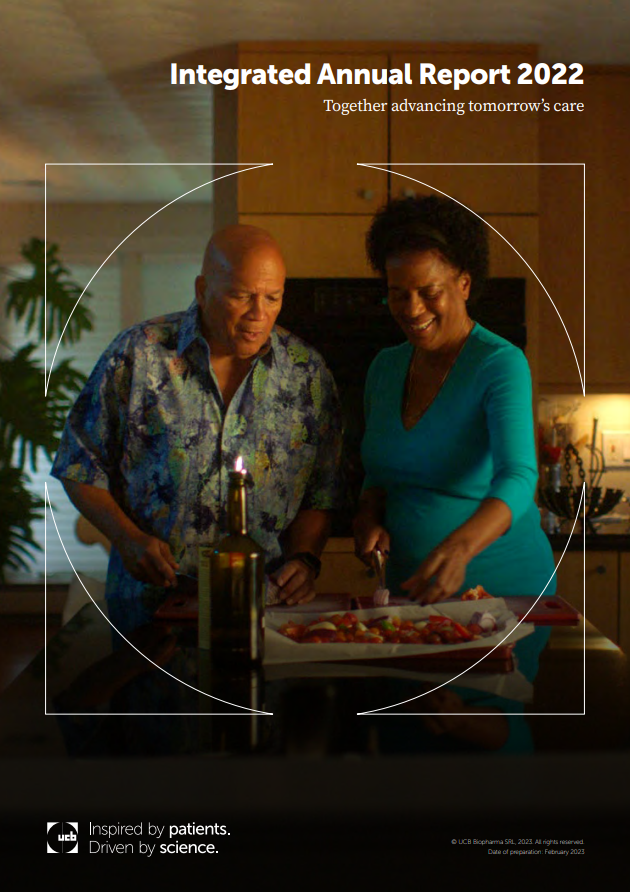 Integrated Annual Report 2022
Together advancing tomorrow's care
ucb
Inspired by patients.
Driven by science.
© UCB Biopharma SRL, 2023. All rights reserved.
Date of preparation: February 2023